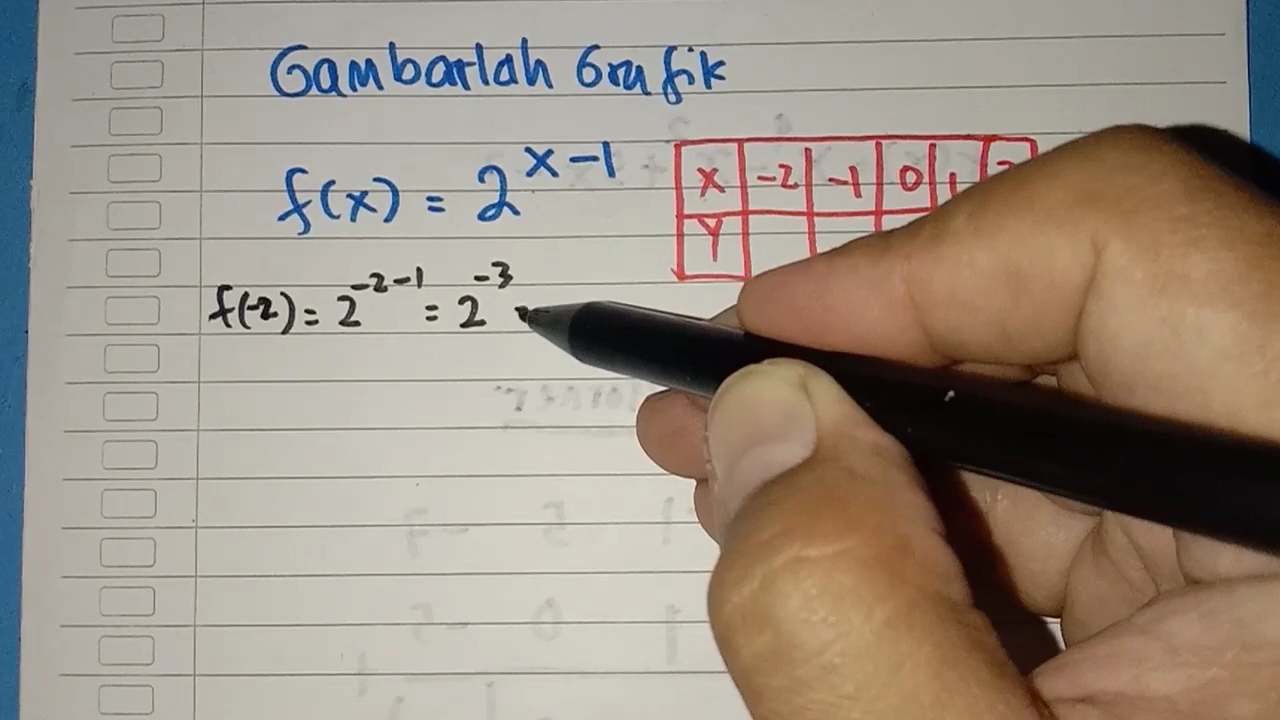 Gambarlah Grafik
f(x) = 2^{x-1}
X -2 -1 0 1
Y
f(-2) = 2^{-2-1} = 2^{-3}